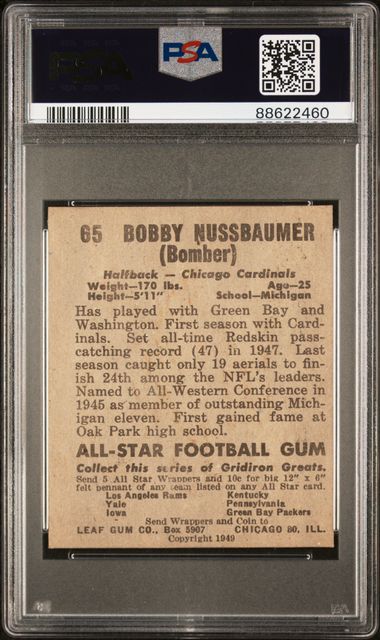 PSA
88622460
65 BOBBY NUSSBAUMER
(Bomber)
Halfback — Chicago Cardinals
Weight—170 lbs. Age—25
Height—5'11" School—Michigan
Has played with Green Bay and
Washington. First season with Card-
inals. Set all-time Redskin pass-
catching record (47) in 1947. Last
season caught only 19 aerials to fin-
ish 24th among the NFL's leaders.
Named to All-Western Conference in
1945 as member of outstanding Mich-
igan eleven. First gained fame at
Oak Park high school.
ALL-STAR FOOTBALL GUM
Collect this series of Gridiron Greats.
Send 5 All Star Wrappers and 10c for big 12" x 6"
felt pennant of any team listed on any All Star card.
Los Angeles Rams Kentucky
Yale Pennsylvania
Iowa Green Bay Packers
Send Wrappers and Coin to
LEAF GUM CO., Box 5907 CHICAGO 80, ILL.
Copyright 1949